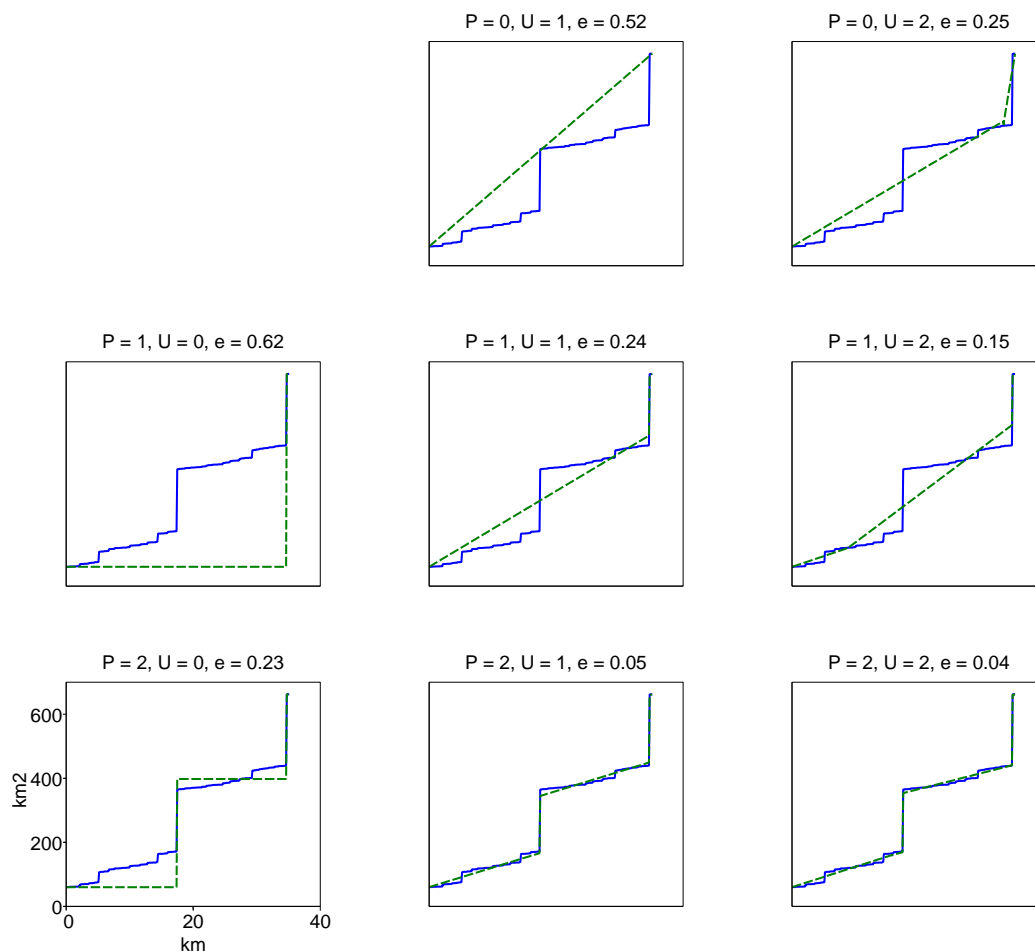 P = 0, U = 1, e = 0.52
P = 0, U = 2, e = 0.25
P = 1, U = 0, e = 0.62
P = 1, U = 1, e = 0.24
P = 1, U = 2, e = 0.15
P = 2, U = 0, e = 0.23
P = 2, U = 1, e = 0.05
P = 2, U = 2, e = 0.04
600
400
200
0
km2
0 20 40
km